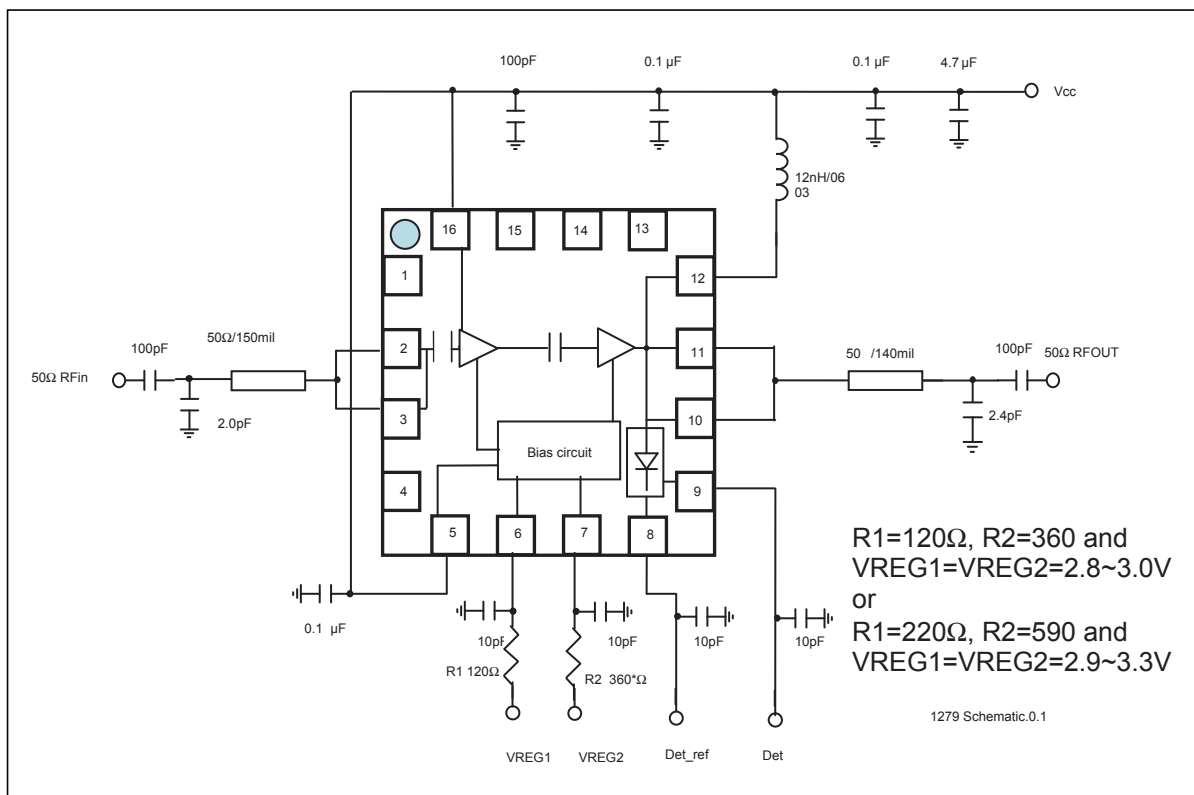 100pF
0.1 µF
0.1 µF
4.7 µF
Vcc
12nH/06
03
16
15
14
13
1
12
50Ω/150mil
2
11
50 /140mil
100pF
100pF
50Ω RFOUT
50Ω RFin
2.0pF
3
10
2.4pF
Bias circuit
4
9
5
6
7
8
R1=120Ω, R2=360 and
VREG1=VREG2=2.8~3.0V
or
R1=220Ω, R2=590 and
VREG1=VREG2=2.9~3.3V
0.1 µF
10pF
10pF
10pF
10pF
R1 120Ω
R2 360*Ω
1279 Schematic.0.1
VREG1
VREG2
Det_ref
Det